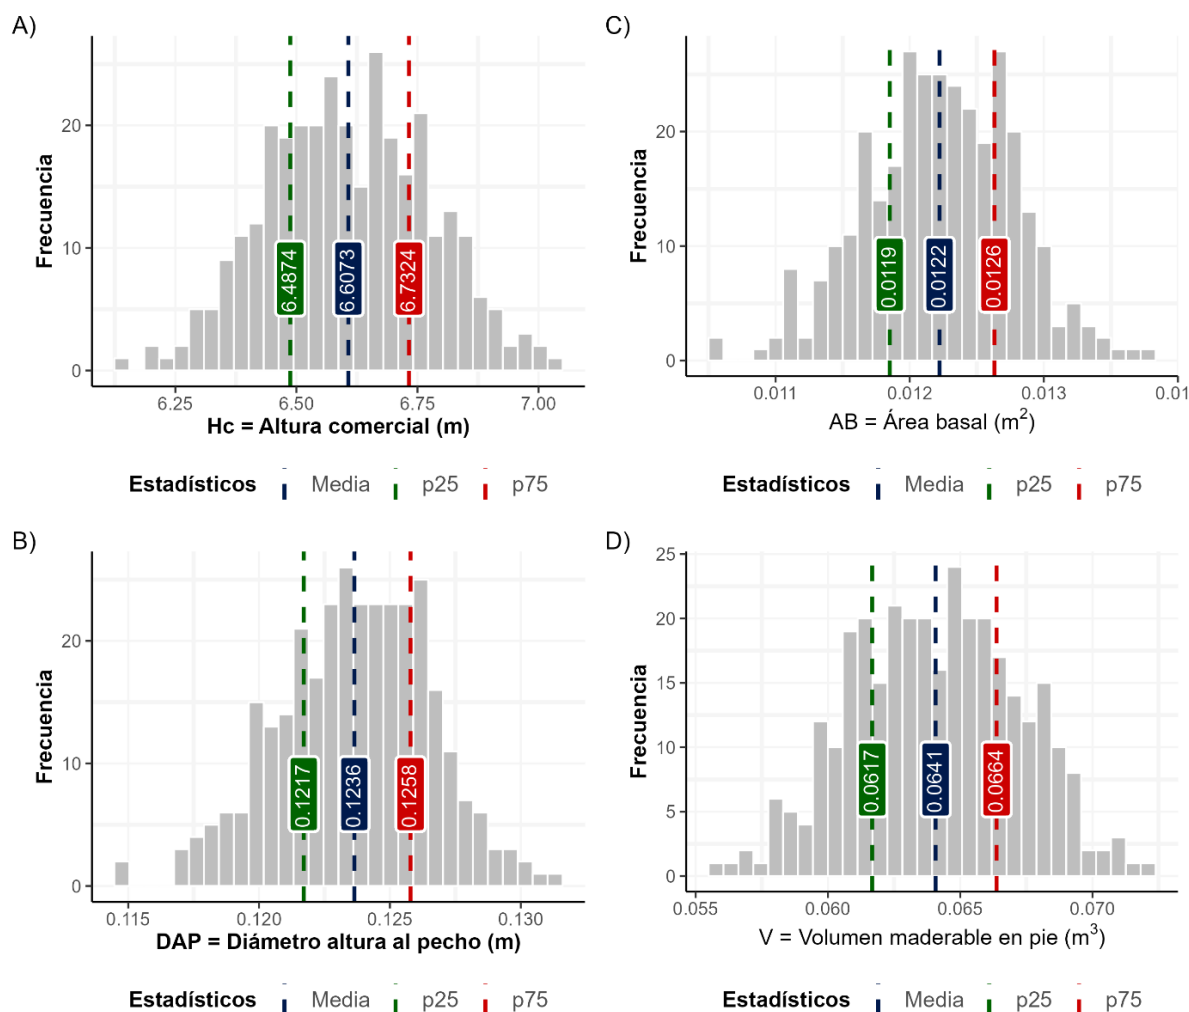 A)
Frecuencia
20
10
0
6.4874
6.6073
6.7324
6.25
6.50
6.75
7.00
Hc = Altura comercial (m)
Estadísticos Media p25 p75
C)
Frecuencia
20
10
0
0.0119
0.0122
0.0126
0.011
0.012
0.013
0.01
AB = Área basal (m²)
Estadísticos Media p25 p75
B)
Frecuencia
20
10
0
0.1217
0.1236
0.1258
0.115
0.120
0.125
0.130
DAP = Diámetro altura al pecho (m)
Estadísticos Media p25 p75
D)
Frecuencia
25
20
15
10
5
0
0.0617
0.0641
0.0664
0.055
0.060
0.065
0.070
V = Volumen maderable en pie (m³)
Estadísticos Media p25 p75